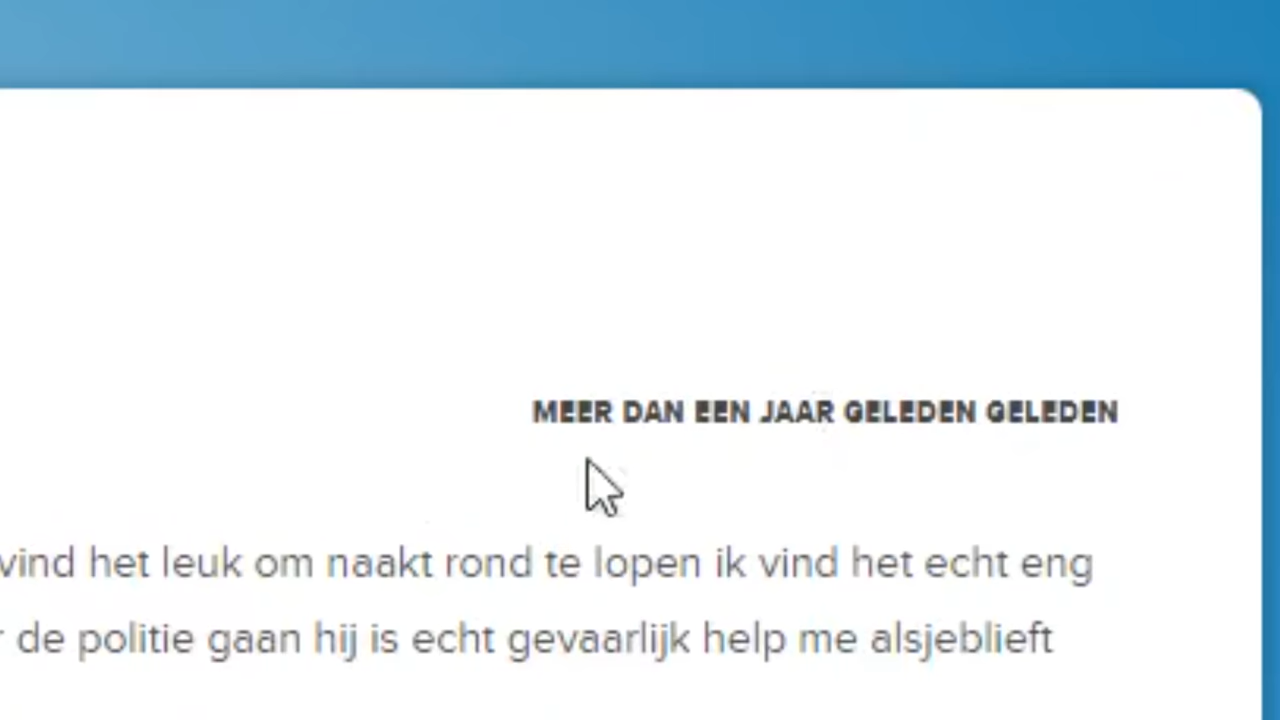 MEER DAN EEN JAAR GELEDEN GELEDEN
vind het leuk om naakt rond te lopen ik vind het echt eng
de politie gaan hij is echt gevaarlijk help me alsjeblieft